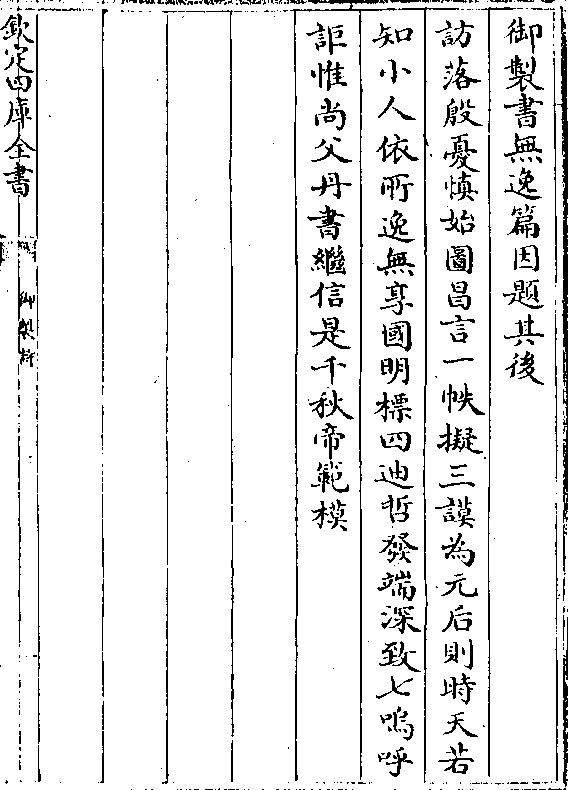 御製書無逸篇因題其後
訪落殷憂慎始圖昌言一帙擬三謨為元后則時天若
知小人依所逸無享國明標四迪哲發端深致七嗚呼
詎惟尚父丹書繼信是千秋帝範模
欽定四庫全書
御製